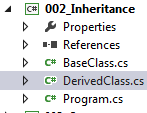 002_Inheritance
Properties
References
BaseClass.cs
DerivedClass.cs
Program.cs